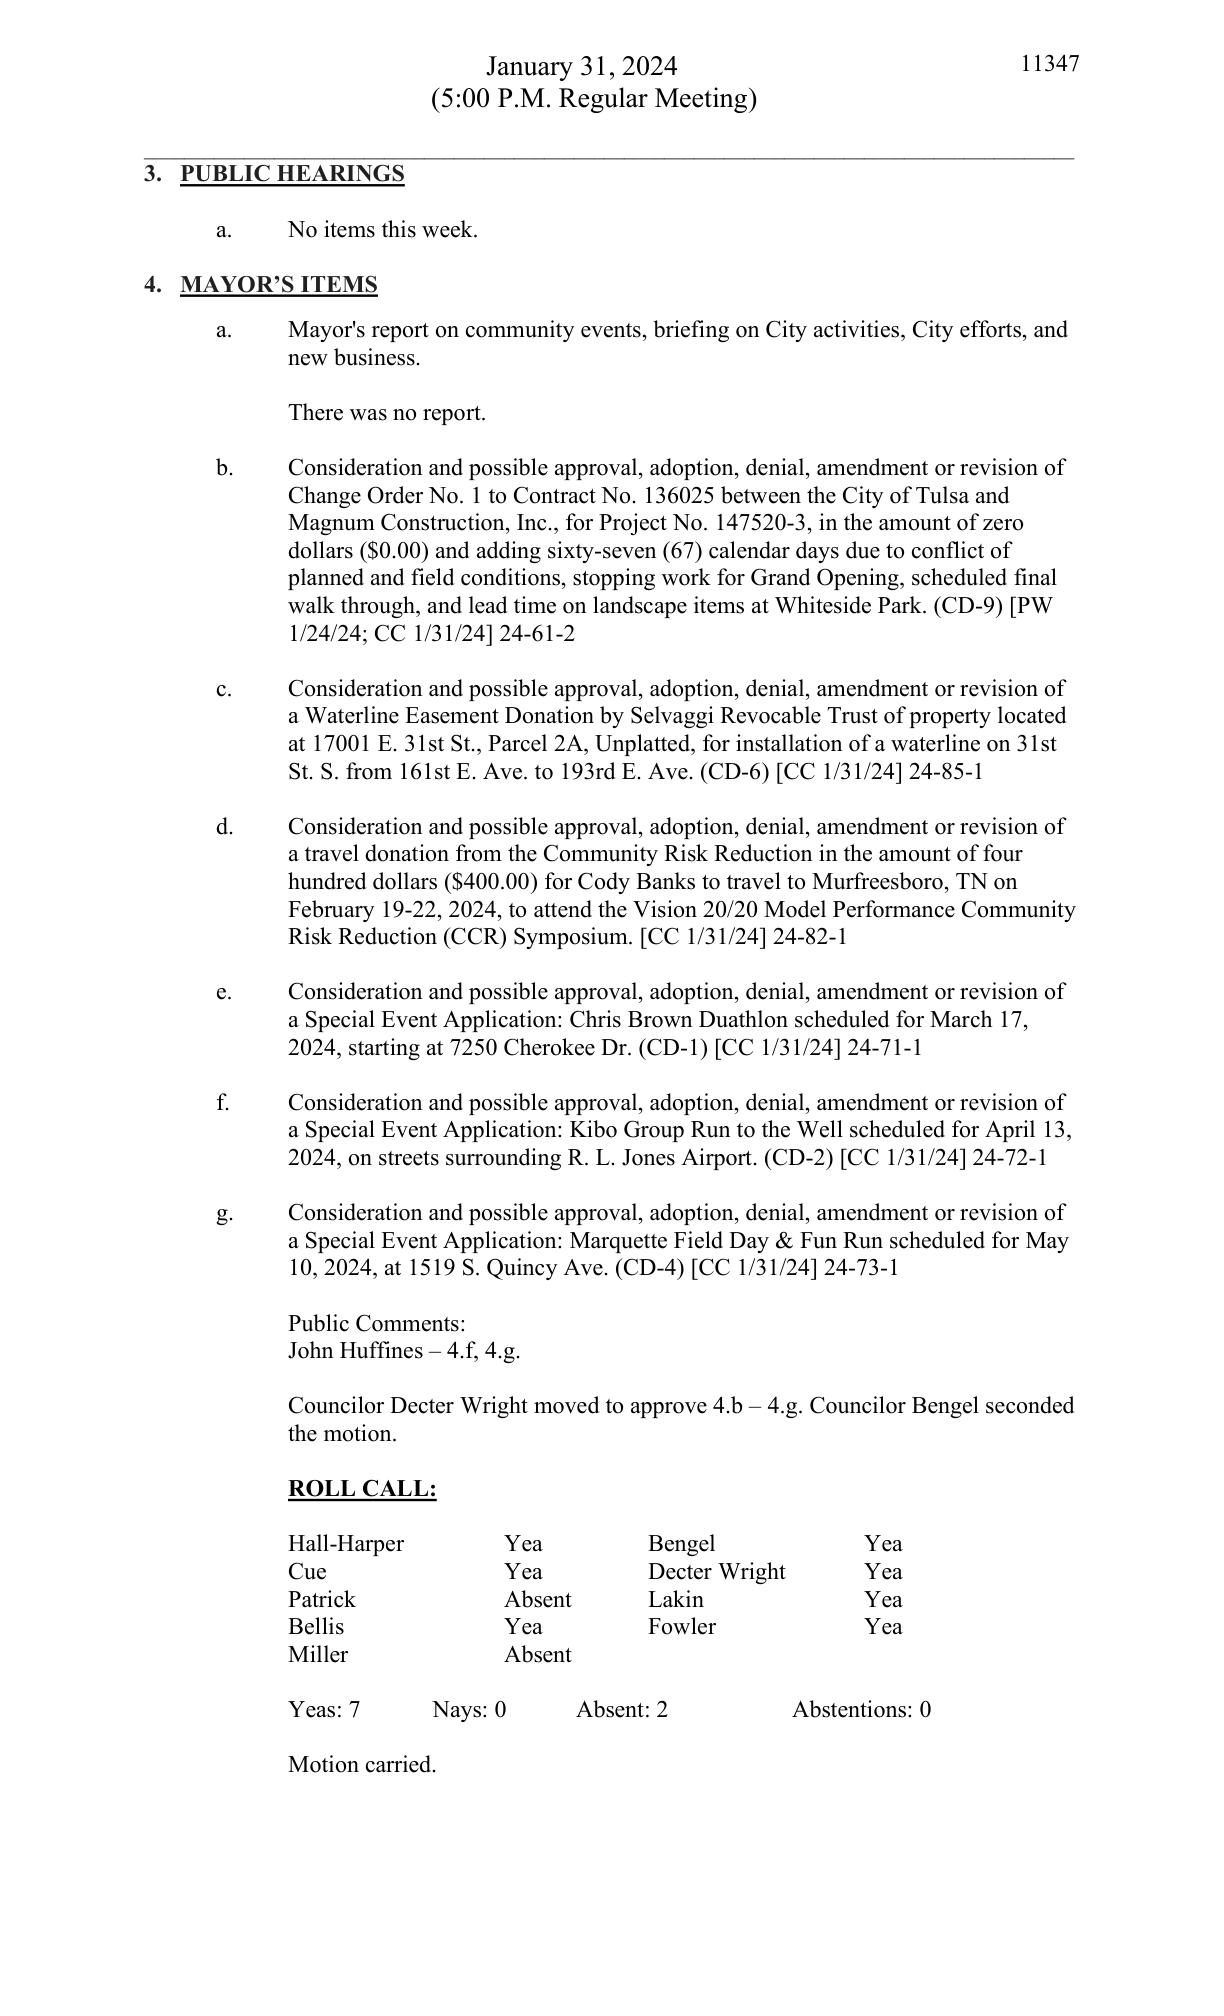 January 31, 2024
11347
(5:00 P.M. Regular Meeting)
3. PUBLIC HEARINGS
a. No items this week.
4. MAYOR’S ITEMS
a. Mayor's report on community events, briefing on City activities, City efforts, and
new business.
There was no report.
b. Consideration and possible approval, adoption, denial, amendment or revision of
Change Order No. 1 to Contract No. 136025 between the City of Tulsa and
Magnum Construction, Inc., for Project No. 147520-3, in the amount of zero
dollars ($0.00) and adding sixty-seven (67) calendar days due to conflict of
planned and field conditions, stopping work for Grand Opening, scheduled final
walk through, and lead time on landscape items at Whiteside Park. (CD-9) [PW
1/24/24; CC 1/31/24] 24-61-2
c. Consideration and possible approval, adoption, denial, amendment or revision of
a Waterline Easement Donation by Selvaggi Revocable Trust of property located
at 17001 E. 31st St., Parcel 2A, Unplatted, for installation of a waterline on 31st
St. S. from 161st E. Ave. to 193rd E. Ave. (CD-6) [CC 1/31/24] 24-85-1
d. Consideration and possible approval, adoption, denial, amendment or revision of
a travel donation from the Community Risk Reduction in the amount of four
hundred dollars ($400.00) for Cody Banks to travel to Murfreesboro, TN on
February 19-22, 2024, to attend the Vision 20/20 Model Performance Community
Risk Reduction (CCR) Symposium. [CC 1/31/24] 24-82-1
e. Consideration and possible approval, adoption, denial, amendment or revision of
a Special Event Application: Chris Brown Duathlon scheduled for March 17,
2024, starting at 7250 Cherokee Dr. (CD-1) [CC 1/31/24] 24-71-1
f. Consideration and possible approval, adoption, denial, amendment or revision of
a Special Event Application: Kibo Group Run to the Well scheduled for April 13,
2024, on streets surrounding R. L. Jones Airport. (CD-2) [CC 1/31/24] 24-72-1
g. Consideration and possible approval, adoption, denial, amendment or revision of
a Special Event Application: Marquette Field Day & Fun Run scheduled for May
10, 2024, at 1519 S. Quincy Ave. (CD-4) [CC 1/31/24] 24-73-1
Public Comments:
John Huffines – 4.f, 4.g.
Councilor Decter Wright moved to approve 4.b – 4.g. Councilor Bengel seconded
the motion.
ROLL CALL:
Hall-Harper Yea Bengel Yea
Cue Yea Decter Wright Yea
Patrick Absent Lakin Yea
Bellis Yea Fowler Yea
Miller Absent
Yeas: 7 Nays: 0 Absent: 2 Abstentions: 0
Motion carried.